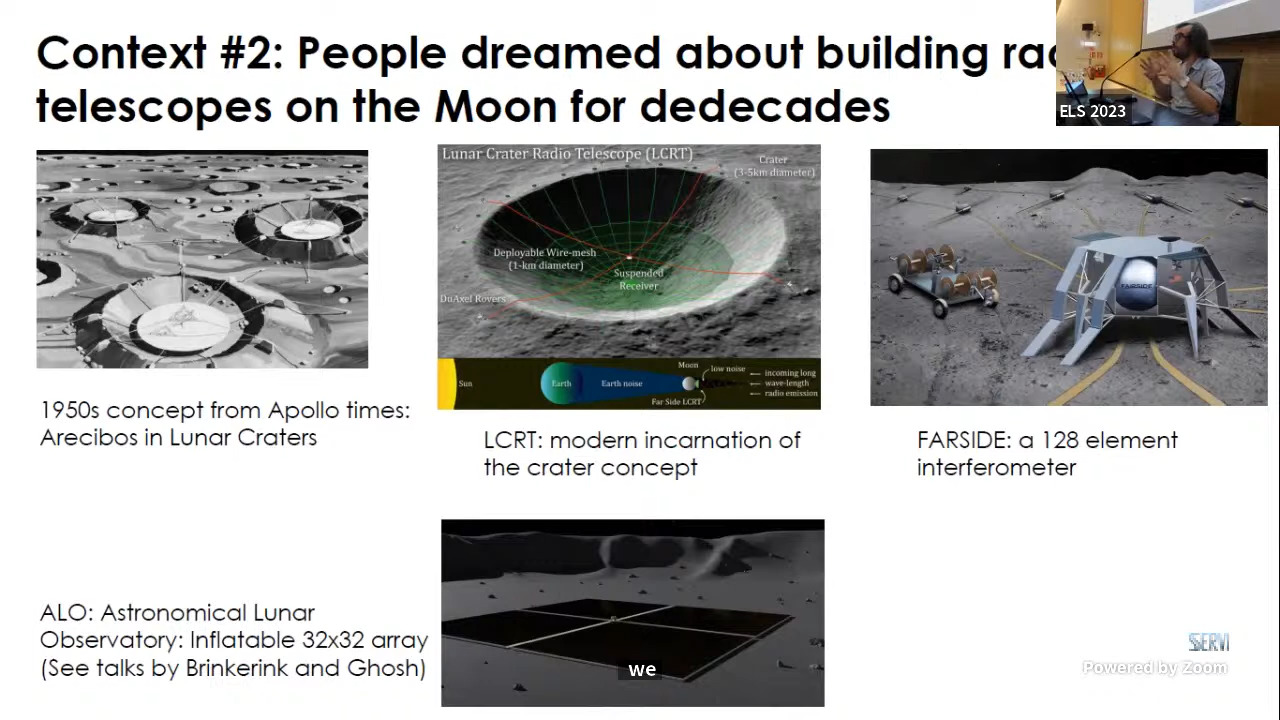 Context #2: People dreamed about building
telescopes on the Moon for dedecades
ELS 2023
Lunar Crater Radio Telescope (LCRT)
Crater
(3-5km diameter)
Deployable Wire-mesh
(1-km diameter)
Suspended
Receiver
DuAxel Rovers
Sun
Earth
Earth noise
Moon
low noise
Far Side LCRT
incoming long
wave-length
radio emission
FARSIDE
1950s concept from Apollo times:
Arecibos in Lunar Craters
LCRT: modern incarnation of
the crater concept
FARSIDE: a 128 element
interferometer
ALO: Astronomical Lunar
Observatory: Inflatable 32x32 array
(See talks by Brinkerink and Ghosh)
we
Powered by Zoom